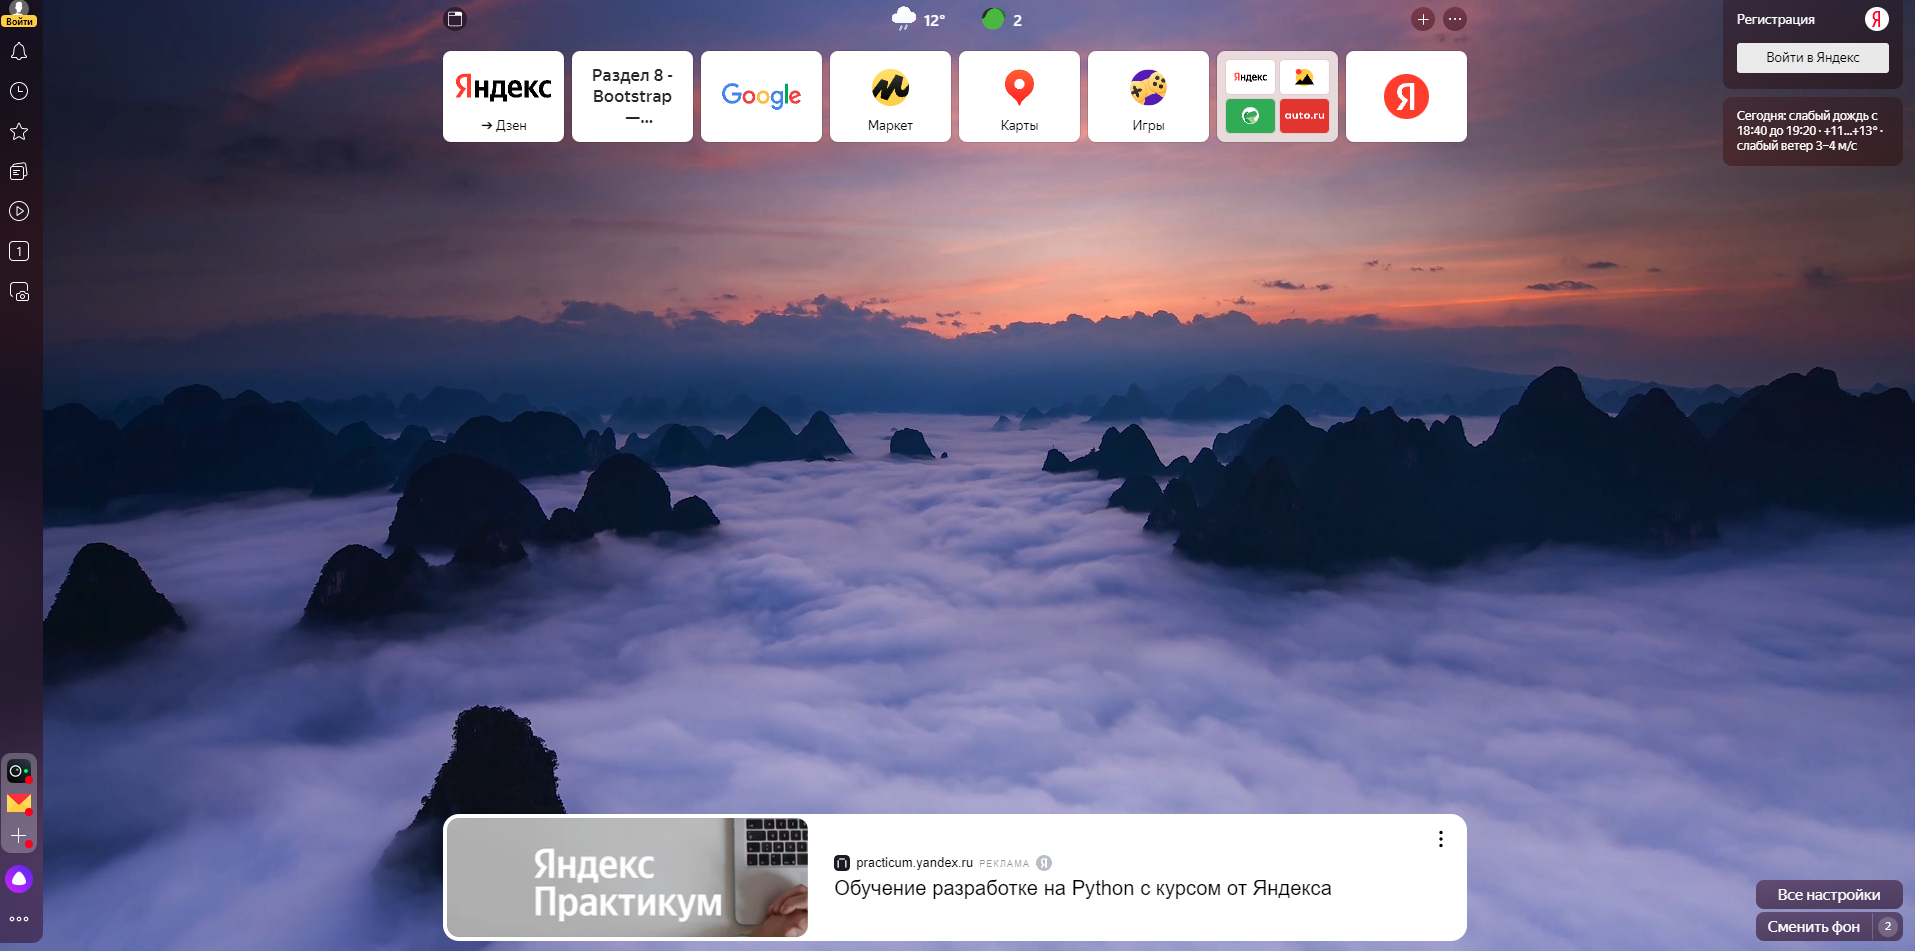 Войти
1
12°
2
Яндекс
→ Дзен
Раздел 8 -
Bootstrap
—...
Google
Маркет
Карты
Игры
Яндекс
auto.ru
Я
Регистрация
Я
Войти в Яндекс
Сегодня: слабый дождь с
18:40 до 19:20 · +11...+13° ·
слабый ветер 3–4 м/с
Яндекс
Практикум
practicum.yandex.ru РЕКЛАМА Я
Обучение разработке на Python с курсом от Яндекса
Все настройки
Сменить фон 2